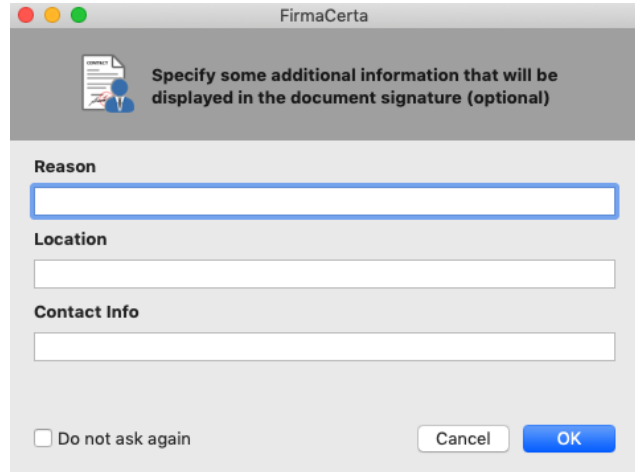 FirmaCerta
CONTRACT
Specify some additional information that will be
displayed in the document signature (optional)
Reason
Location
Contact Info
Do not ask again
Cancel
OK